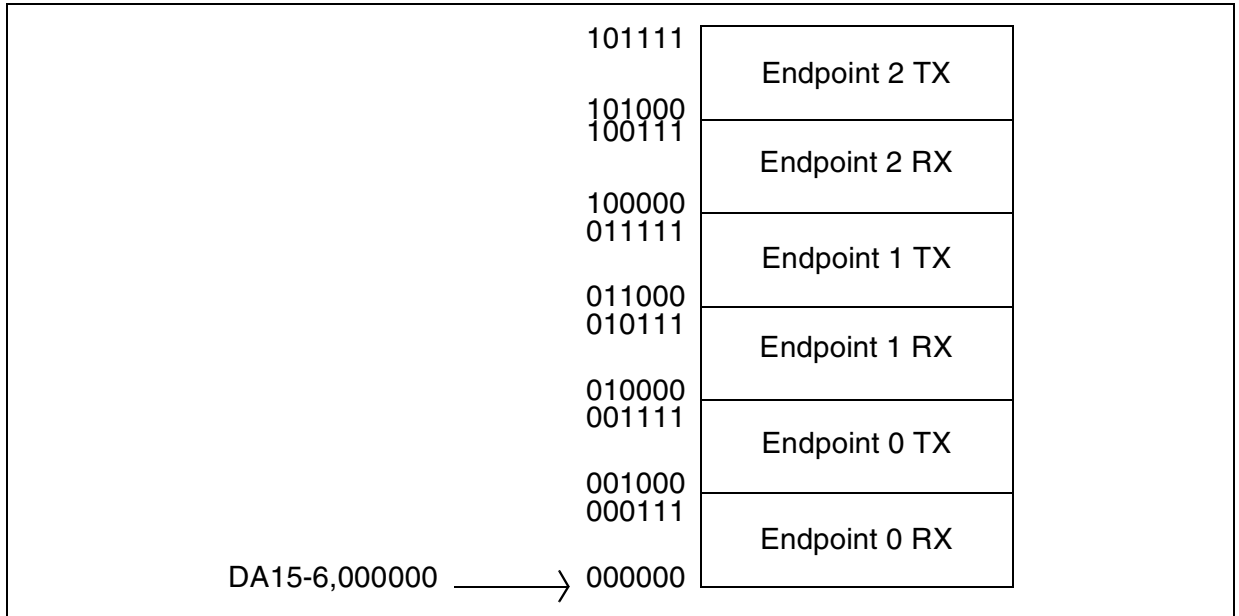 101111
Endpoint 2 TX
101000
100111
Endpoint 2 RX
100000
011111
Endpoint 1 TX
011000
010111
Endpoint 1 RX
010000
001111
Endpoint 0 TX
001000
000111
Endpoint 0 RX
DA15-6,000000 000000